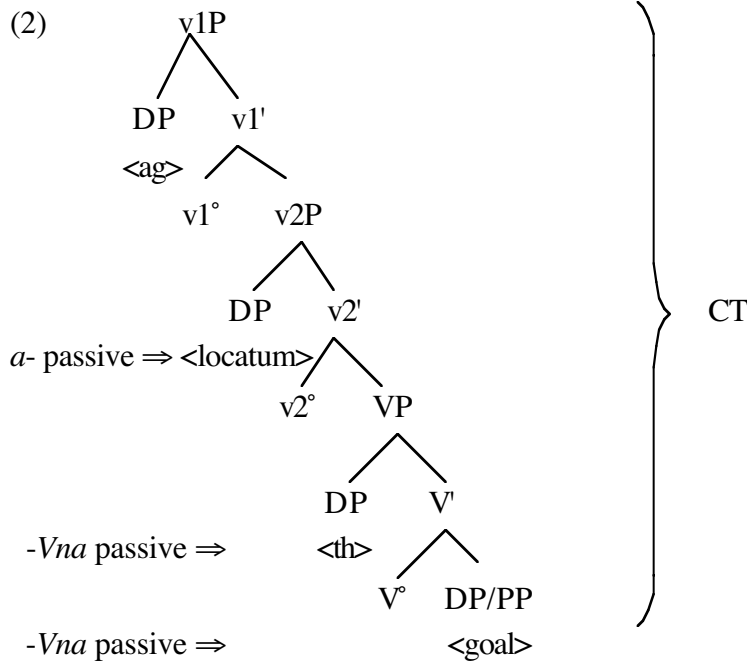 (2) v1P
DP v1'
<ag>
v1° v2P
DP v2' CT
a- passive ⇒ <locatum>
v2° VP
DP V'
-Vna passive ⇒ <th>
V° DP/PP
-Vna passive ⇒ <goal>